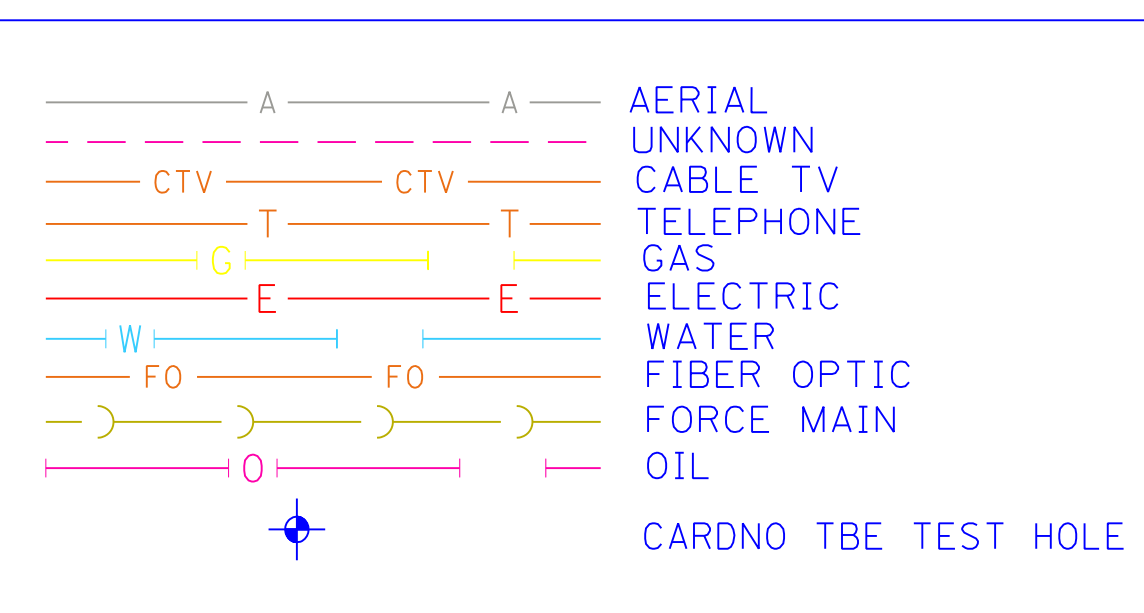 A A AERIAL
UNKNOWN
CTV CTV CABLE TV
T T TELEPHONE
G GAS
E E ELECTRIC
W WATER
FO FO FIBER OPTIC
FORCE MAIN
O OIL
CARDNO TBE TEST HOLE